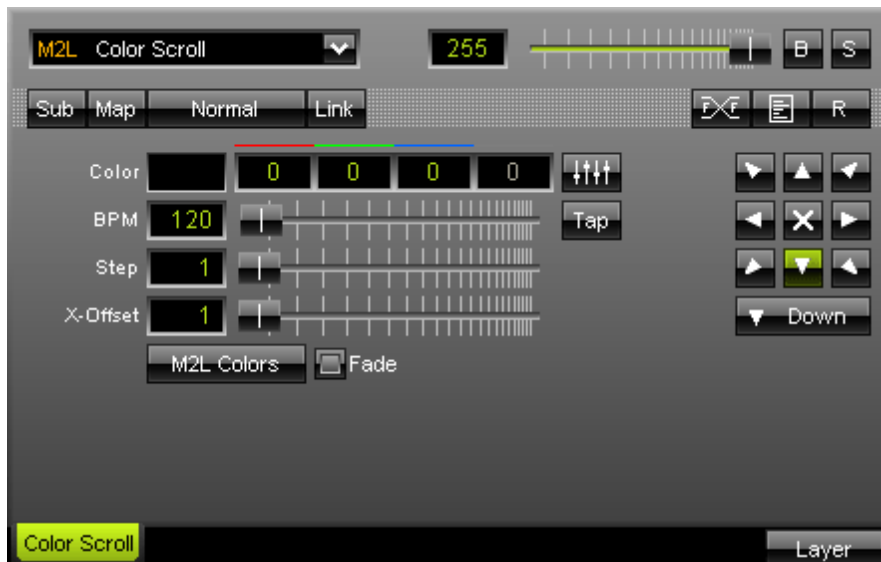 M2L Color Scroll 255 B S
Sub Map Normal Link F F R
Color 0 0 0 0
BPM 120 Tap
Step 1
X-Offset 1 Down
M2L Colors Fade
Color Scroll Layer